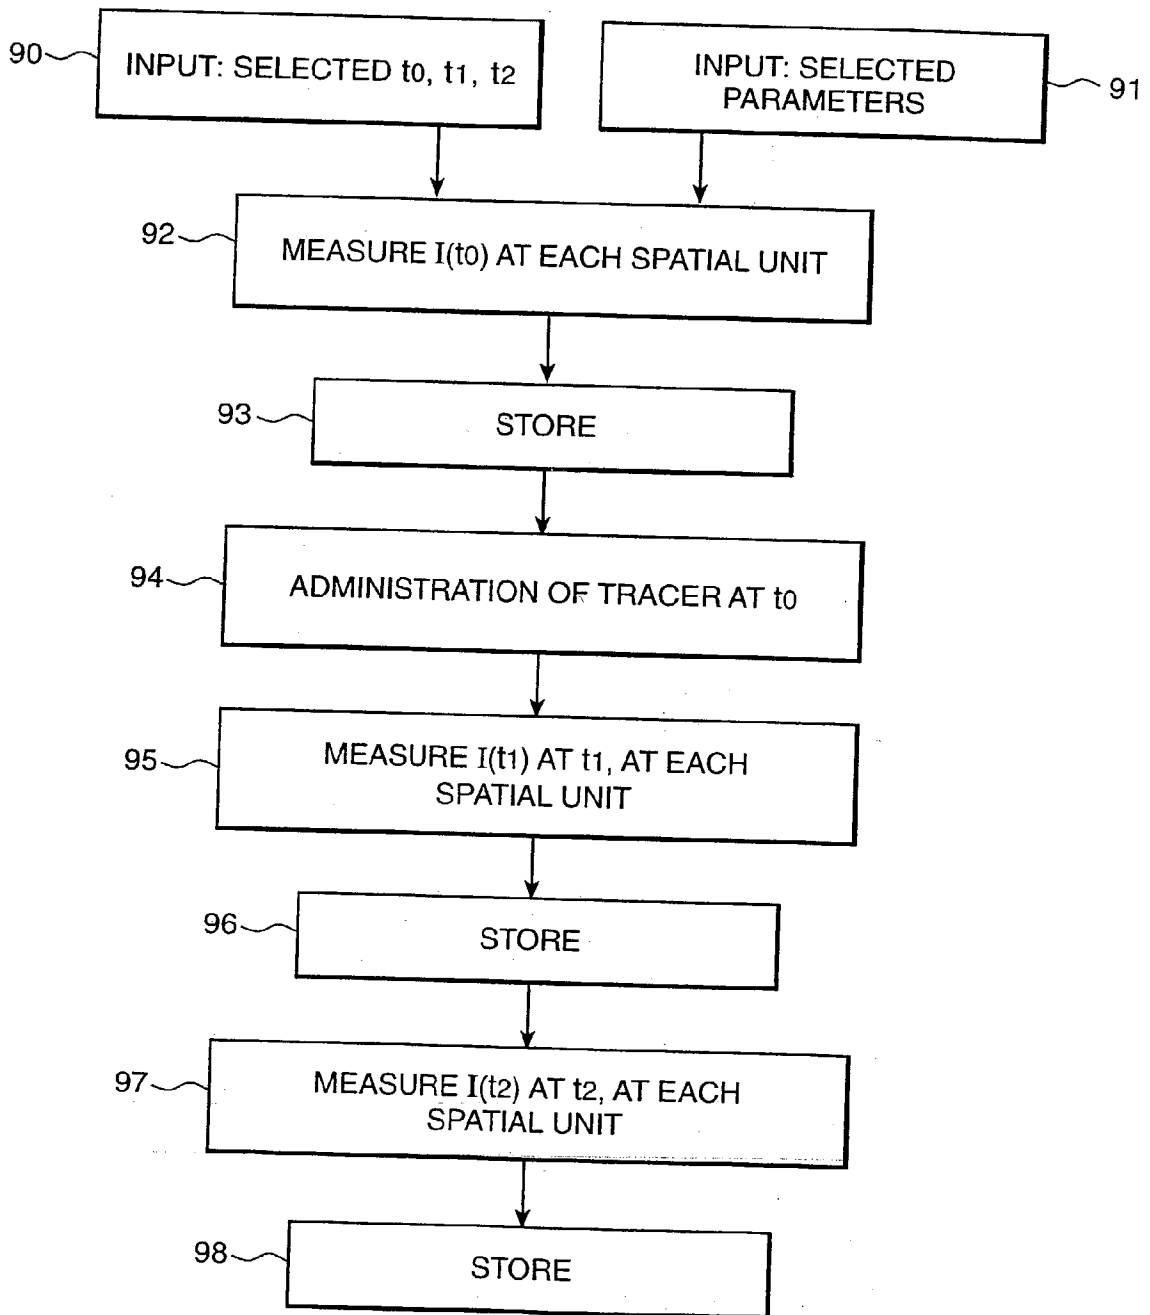 90
INPUT: SELECTED t0, t1, t2
INPUT: SELECTED
PARAMETERS
91
92
MEASURE I(t0) AT EACH SPATIAL UNIT
93
STORE
94
ADMINISTRATION OF TRACER AT t0
95
MEASURE I(t1) AT t1, AT EACH
SPATIAL UNIT
96
STORE
97
MEASURE I(t2) AT t2, AT EACH
SPATIAL UNIT
98
STORE